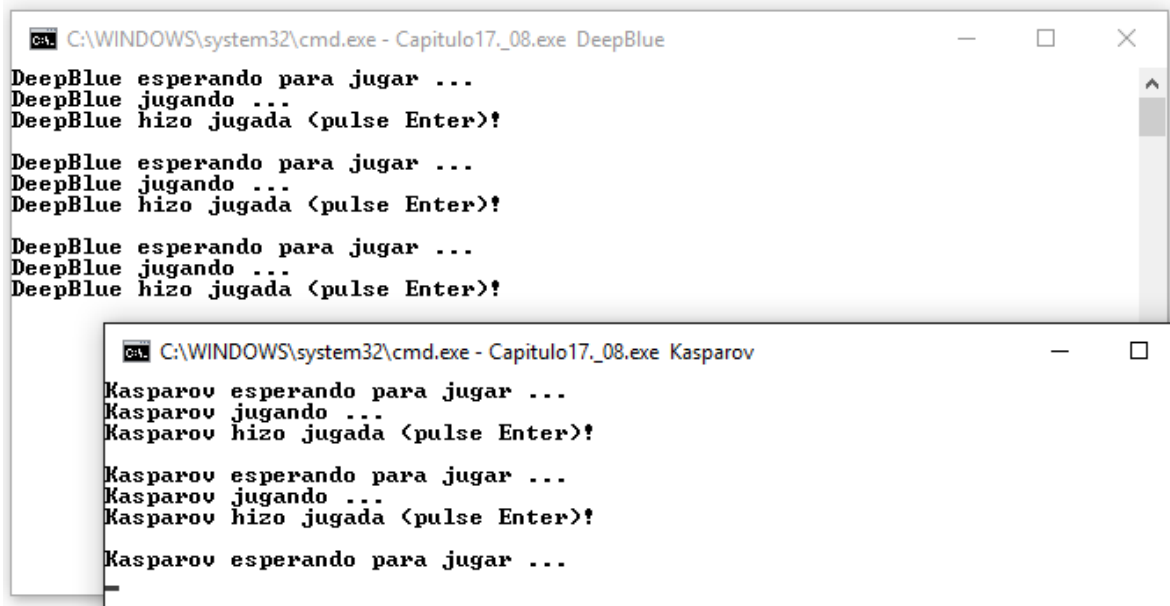 C:\WINDOWS\system32\cmd.exe - Capitulo17._08.exe DeepBlue
DeepBlue esperando para jugar ...
DeepBlue jugando ...
DeepBlue hizo jugada (pulse Enter)!
DeepBlue esperando para jugar ...
DeepBlue jugando ...
DeepBlue hizo jugada (pulse Enter)!
DeepBlue esperando para jugar ...
DeepBlue jugando ...
DeepBlue hizo jugada (pulse Enter)!
C:\WINDOWS\system32\cmd.exe - Capitulo17._08.exe Kasparov
Kasparov esperando para jugar ...
Kasparov jugando ...
Kasparov hizo jugada (pulse Enter)!
Kasparov esperando para jugar ...
Kasparov jugando ...
Kasparov hizo jugada (pulse Enter)!
Kasparov esperando para jugar ...